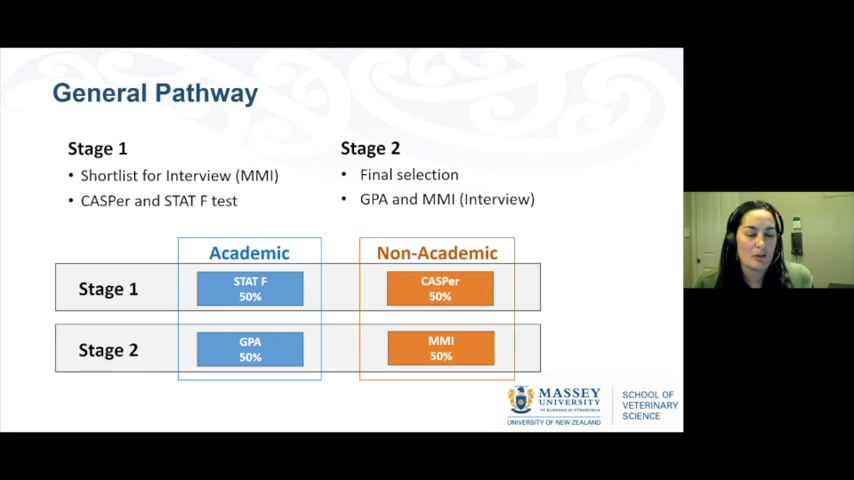 General Pathway
Stage 1
• Shortlist for Interview (MMI)
• CASPer and STAT F test
Stage 2
• Final selection
• GPA and MMI (Interview)
Academic
Non-Academic
Stage 1
STAT F
50%
CASPer
50%
Stage 2
GPA
50%
MMI
50%
MASSEY
UNIVERSITY
UNIVERSITY OF NEW ZEALAND
SCHOOL OF
VETERINARY
SCIENCE